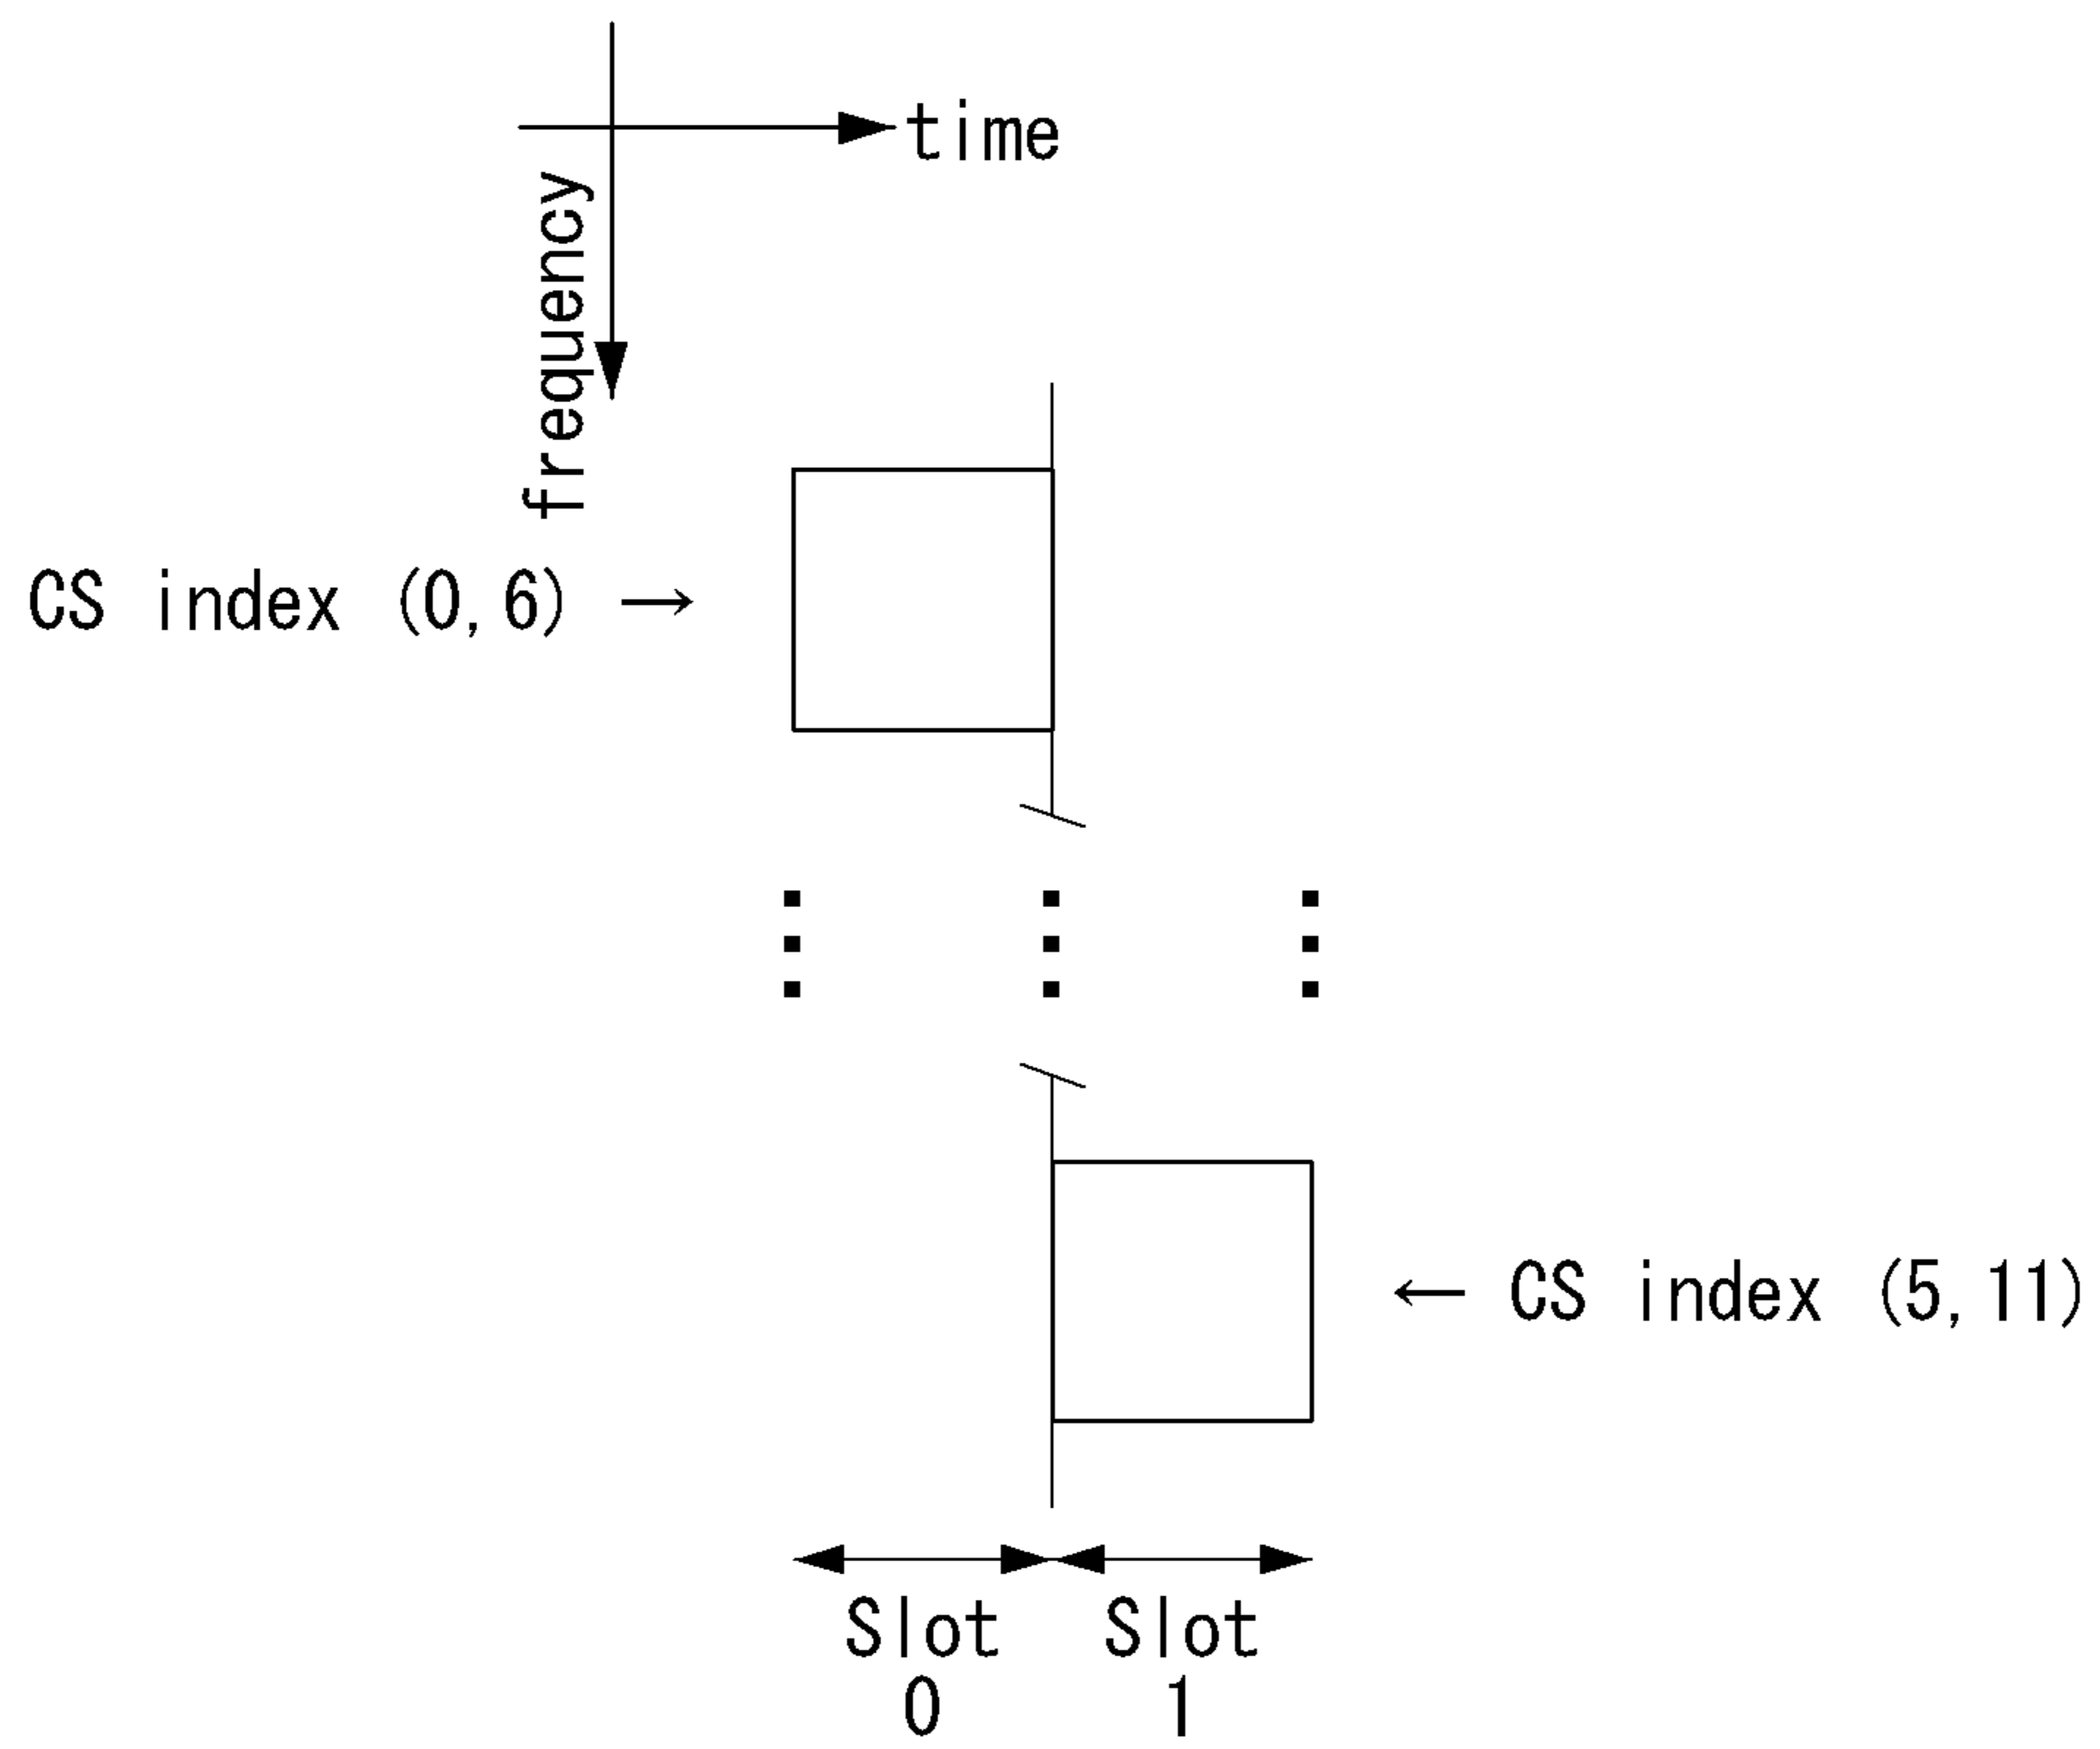 time
frequency
CS index (0,6) →
← CS index (5,11)
Slot Slot
0 1